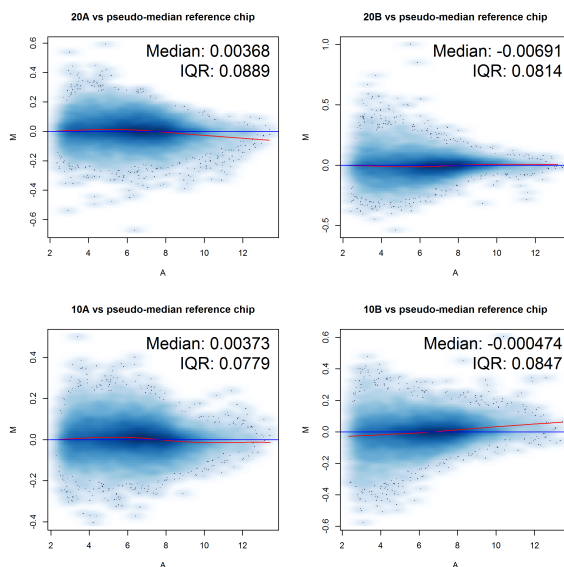 20A vs pseudo-median reference chip
Median: 0.00368
IQR: 0.0889
M
0.6
0.4
0.2
0.0
-0.2
-0.4
-0.6
2 4 6 8 10 12
A
20B vs pseudo-median reference chip
Median: -0.00691
IQR: 0.0814
M
1.0
0.5
0.0
-0.5
2 4 6 8 10 12
A
10A vs pseudo-median reference chip
Median: 0.00373
IQR: 0.0779
M
0.4
0.2
0.0
-0.2
-0.4
2 4 6 8 10 12
A
10B vs pseudo-median reference chip
Median: -0.000474
IQR: 0.0847
M
0.6
0.4
0.2
0.0
-0.2
-0.4
-0.6
2 4 6 8 10 12
A